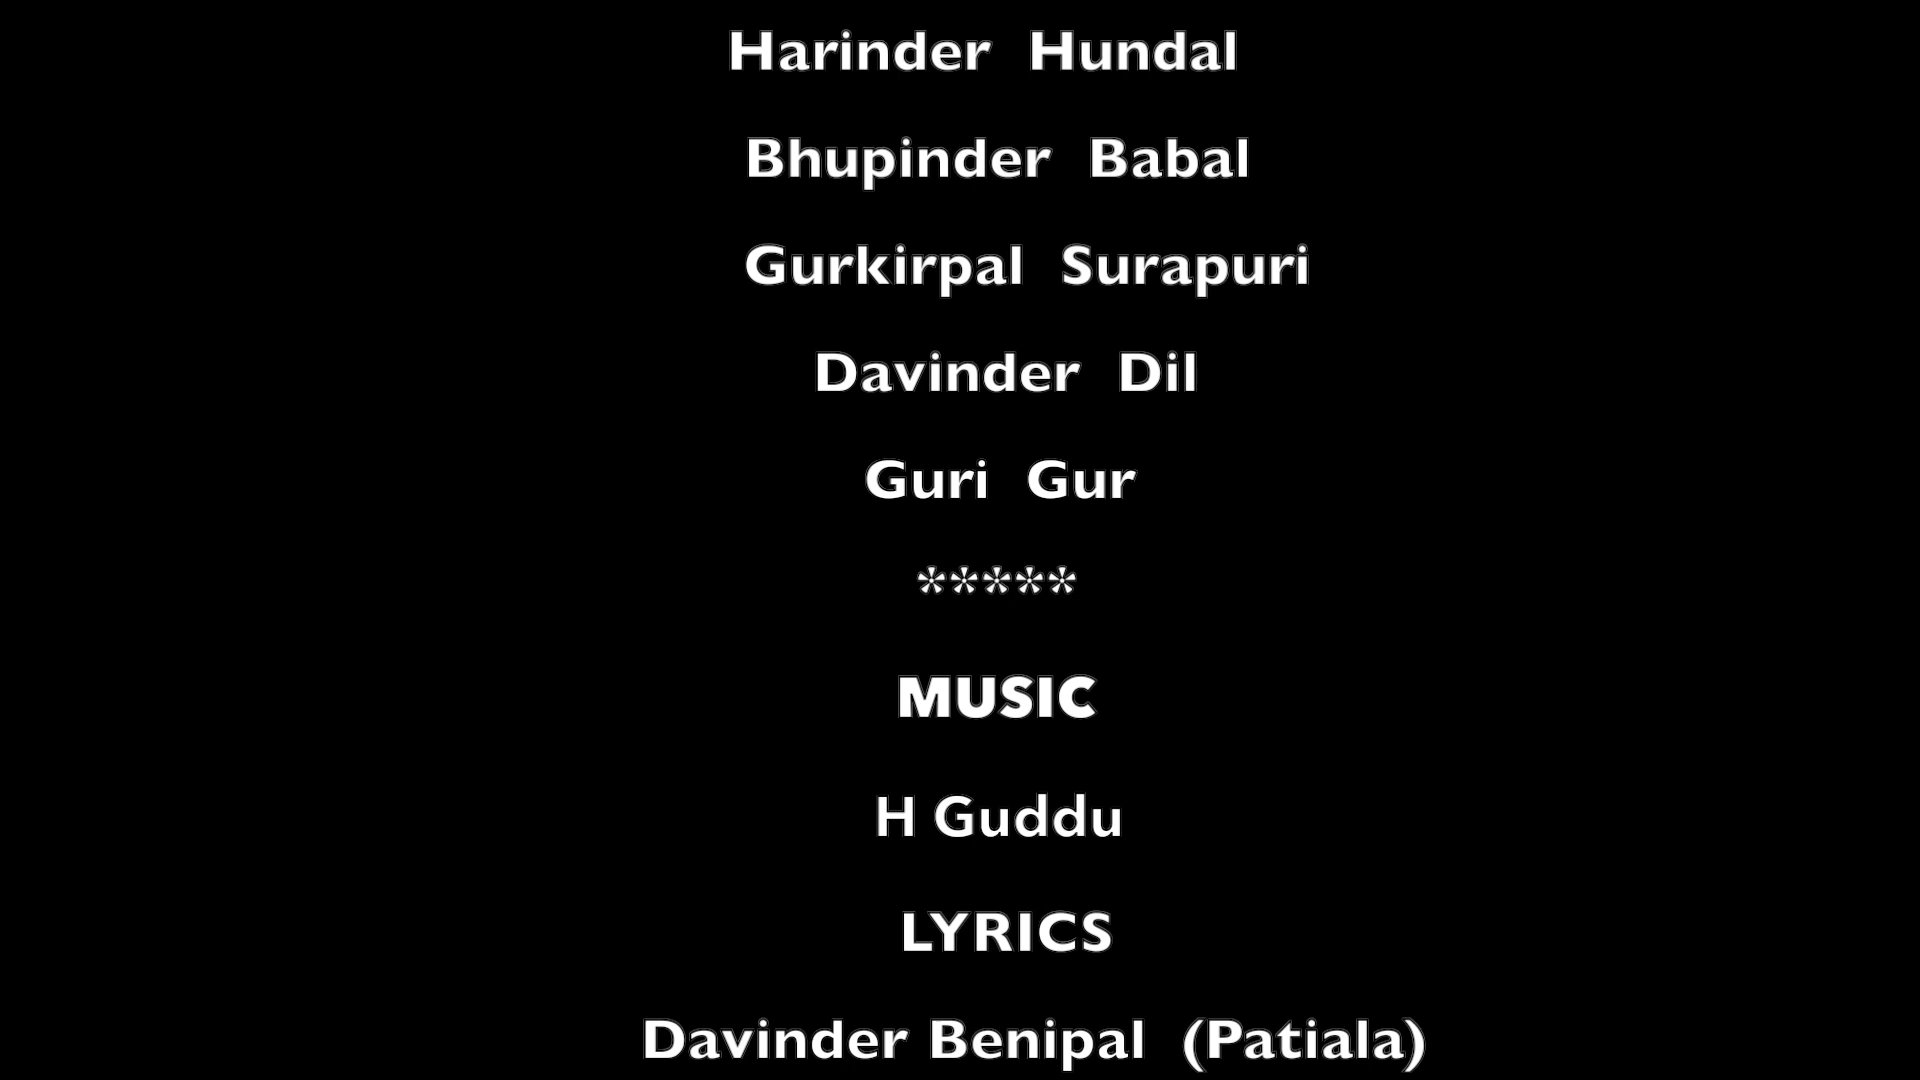 Harinder Hundal
Bhupinder Babal
Gurkirpal Surapuri
Davinder Dil
Guri Gur
*****
MUSIC
H Guddu
LYRICS
Davinder Benipal (Patiala)